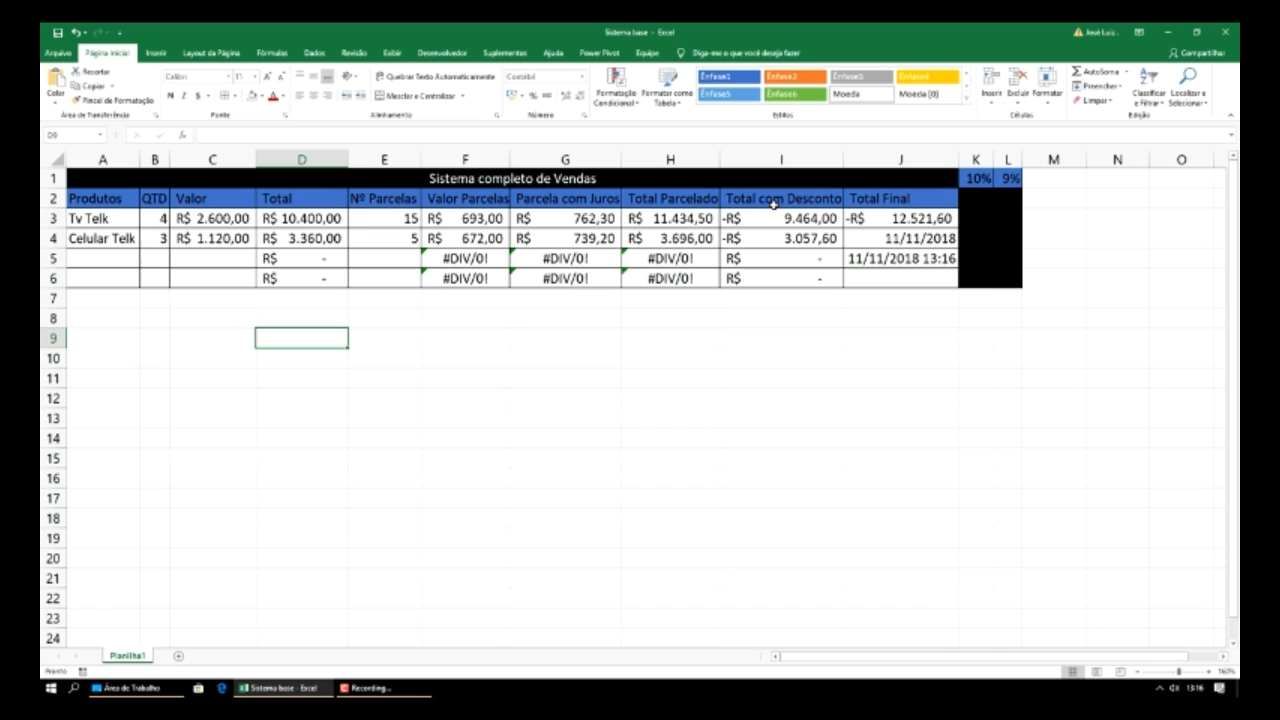 Sistema base - Excel
José Luiz.
Arquivo Página Inicial Inserir Layout da Página Fórmulas Dados Revisão Exibir Desenvolvedor Suplementos Ajuda Power Pivot Equipe Diga-me o que você deseja fazer Compartilhar
Colar
Recortar
Copiar
Pincel de Formatação
Calibri 11
N I S
Quebrar Texto Automaticamente
Mesclar e Centralizar
Contábil
Formatação Condicional
Formatar como Tabela
Ênfase1 Ênfase2 Ênfase3 Ênfase4
Ênfase5 Ênfase6 Moeda Moeda [0]
Inserir Excluir Formatar
AutoSoma
Preencher
Limpar
Classificar e Filtrar
Localizar e Selecionar
Área de Transferência Fonte Alinhamento Número Estilos Células Edição
D9 fx
A B C D E F G H I J K L M N O
1 Sistema completo de Vendas 10% 9%
2 Produtos QTD Valor Total Nº Parcelas Valor Parcelas Parcela com Juros Total Parcelado Total com Desconto Total Final
3 Tv Telk 4 R$ 2.600,00 R$ 10.400,00 15 R$ 693,00 R$ 762,30 R$ 11.434,50 -R$ 9.464,00 -R$ 12.521,60
4 Celular Telk 3 R$ 1.120,00 R$ 3.360,00 5 R$ 672,00 R$ 739,20 R$ 3.696,00 -R$ 3.057,60 11/11/2018
5 R$ - #DIV/0! #DIV/0! #DIV/0! R$ - 11/11/2018 13:16
6 R$ - #DIV/0! #DIV/0! #DIV/0! R$ -
7
8
9
10
11
12
13
14
15
16
17
18
19
20
21
22
23
24
Planilha1
Pronto 160%
Área de Trabalho Sistema base - Excel Recording... 13:16